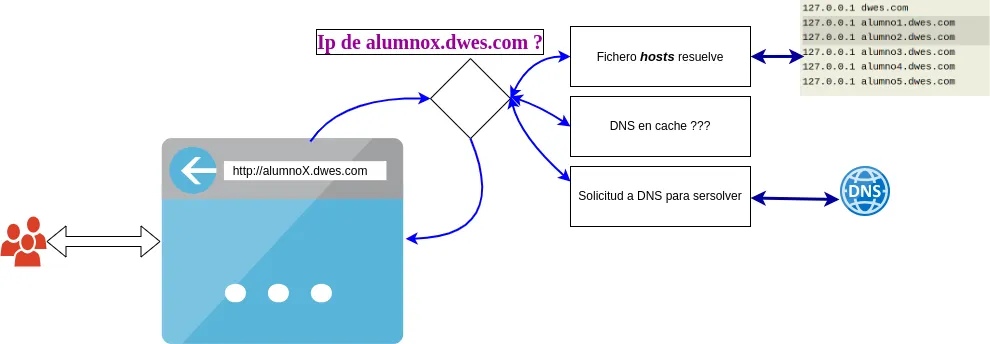 Ip de alumnox.dwes.com ?
Fichero hosts resuelve
127.0.0.1 dwes.com
127.0.0.1 alumno1.dwes.com
127.0.0.1 alumno2.dwes.com
127.0.0.1 alumno3.dwes.com
127.0.0.1 alumno4.dwes.com
127.0.0.1 alumno5.dwes.com
DNS en cache ???
http://alumnoX.dwes.com
Solicitud a DNS para sersolver
DNS